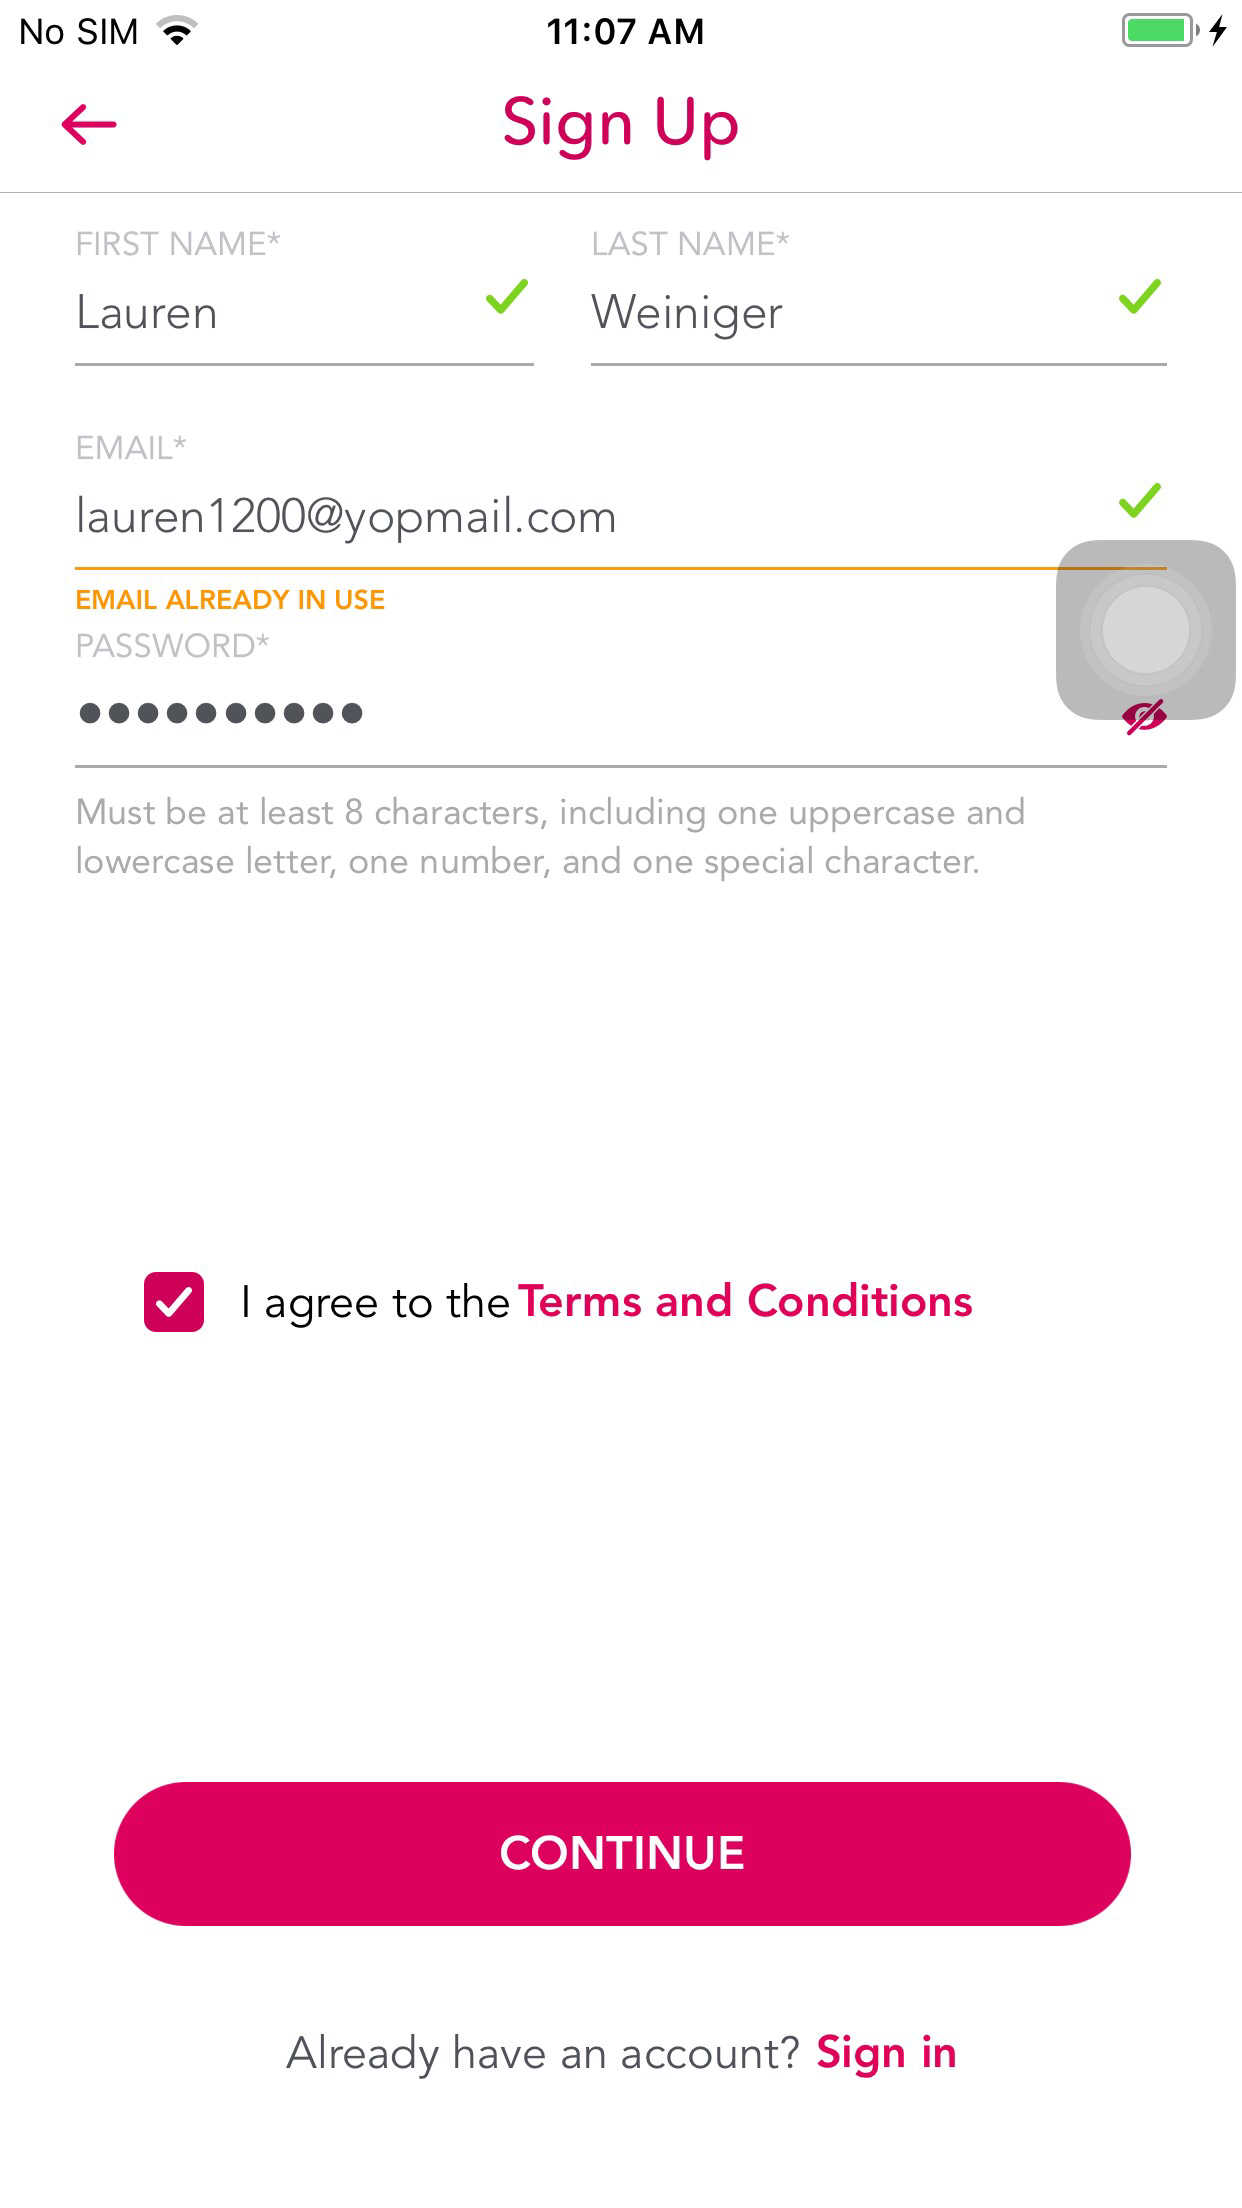 No SIM 11:07 AM
Sign Up
FIRST NAME* LAST NAME*
Lauren Weiniger
EMAIL*
lauren1200@yopmail.com
EMAIL ALREADY IN USE
PASSWORD*
●●●●●●●●●●
Must be at least 8 characters, including one uppercase and
lowercase letter, one number, and one special character.
I agree to the Terms and Conditions
CONTINUE
Already have an account? Sign in